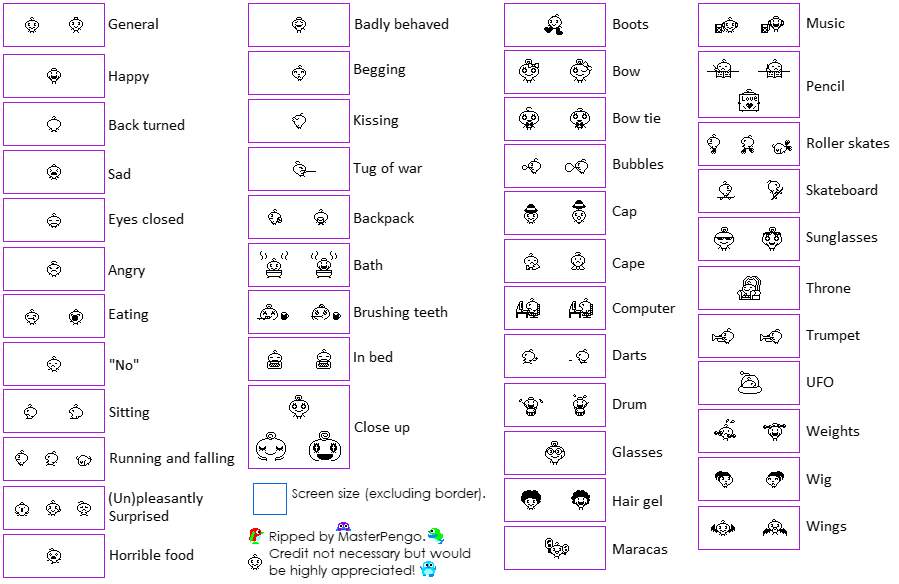 General
Happy
Back turned
Sad
Eyes closed
Angry
Eating
"No"
Sitting
Running and falling
(Un)pleasantly
Surprised
Horrible food
Badly behaved
Begging
Kissing
Tug of war
Backpack
Bath
Brushing teeth
In bed
Close up
Screen size (excluding border).
Ripped by MasterPengo.
Credit not necessary but would
be highly appreciated!
Boots
Bow
Bow tie
Bubbles
Cap
Cape
Computer
Darts
Drum
Glasses
Hair gel
Maracas
Music
Pencil
Love
Roller skates
Skateboard
Sunglasses
Throne
Trumpet
UFO
Weights
Wig
Wings